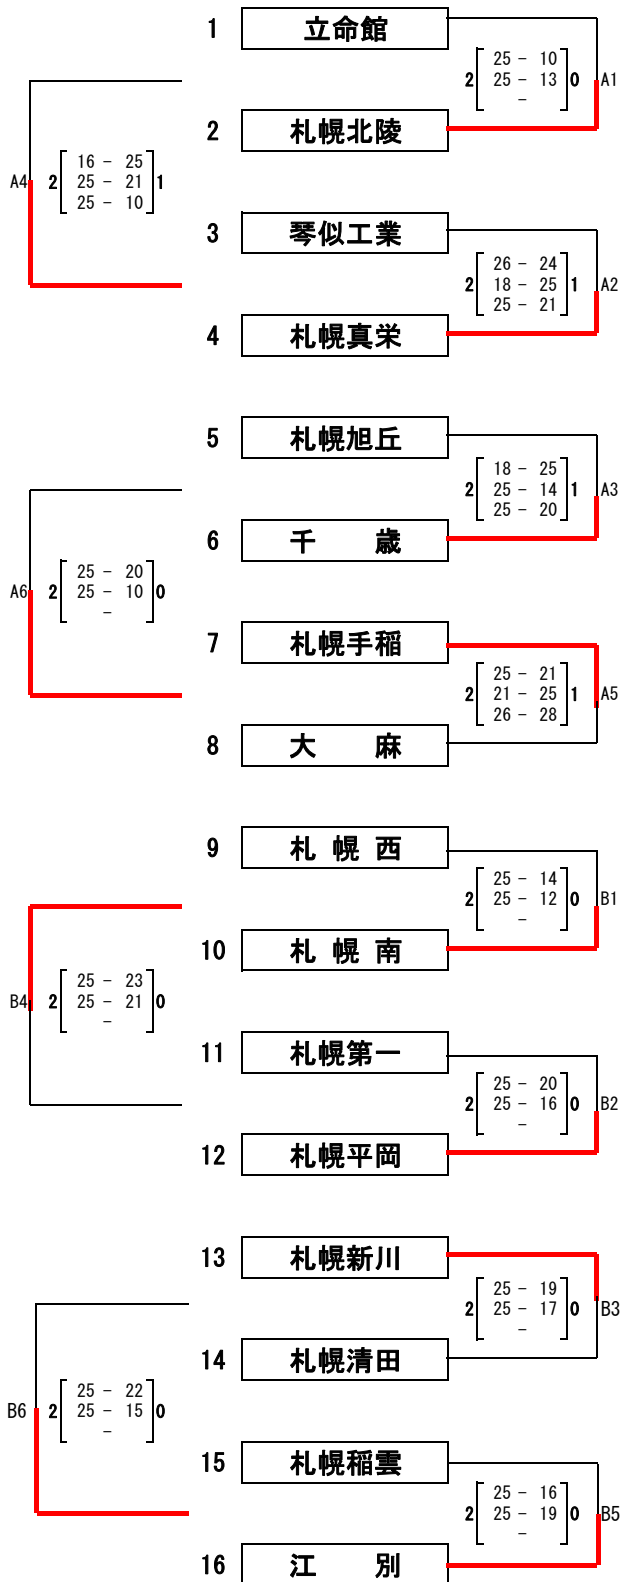 1 立命館
25 - 10
2 25 - 13 0 A1
-
2 札幌北陵
16 - 25
A4 2 25 - 21 1
25 - 10
3 琴似工業
26 - 24
2 18 - 25 1 A2
25 - 21
4 札幌真栄
5 札幌旭丘
18 - 25
2 25 - 14 1 A3
25 - 20
6 千 歳
25 - 20
A6 2 25 - 10 0
-
7 札幌手稲
25 - 21
2 21 - 25 1 A5
26 - 28
8 大 麻
9 札幌西
25 - 14
2 25 - 12 0 B1
-
10 札幌南
25 - 23
B4 2 25 - 21 0
-
11 札幌第一
25 - 20
2 25 - 16 0 B2
-
12 札幌平岡
13 札幌新川
25 - 19
2 25 - 17 0 B3
-
14 札幌清田
25 - 22
B6 2 25 - 15 0
-
15 札幌稲雲
25 - 16
2 25 - 19 0 B5
-
16 江 別